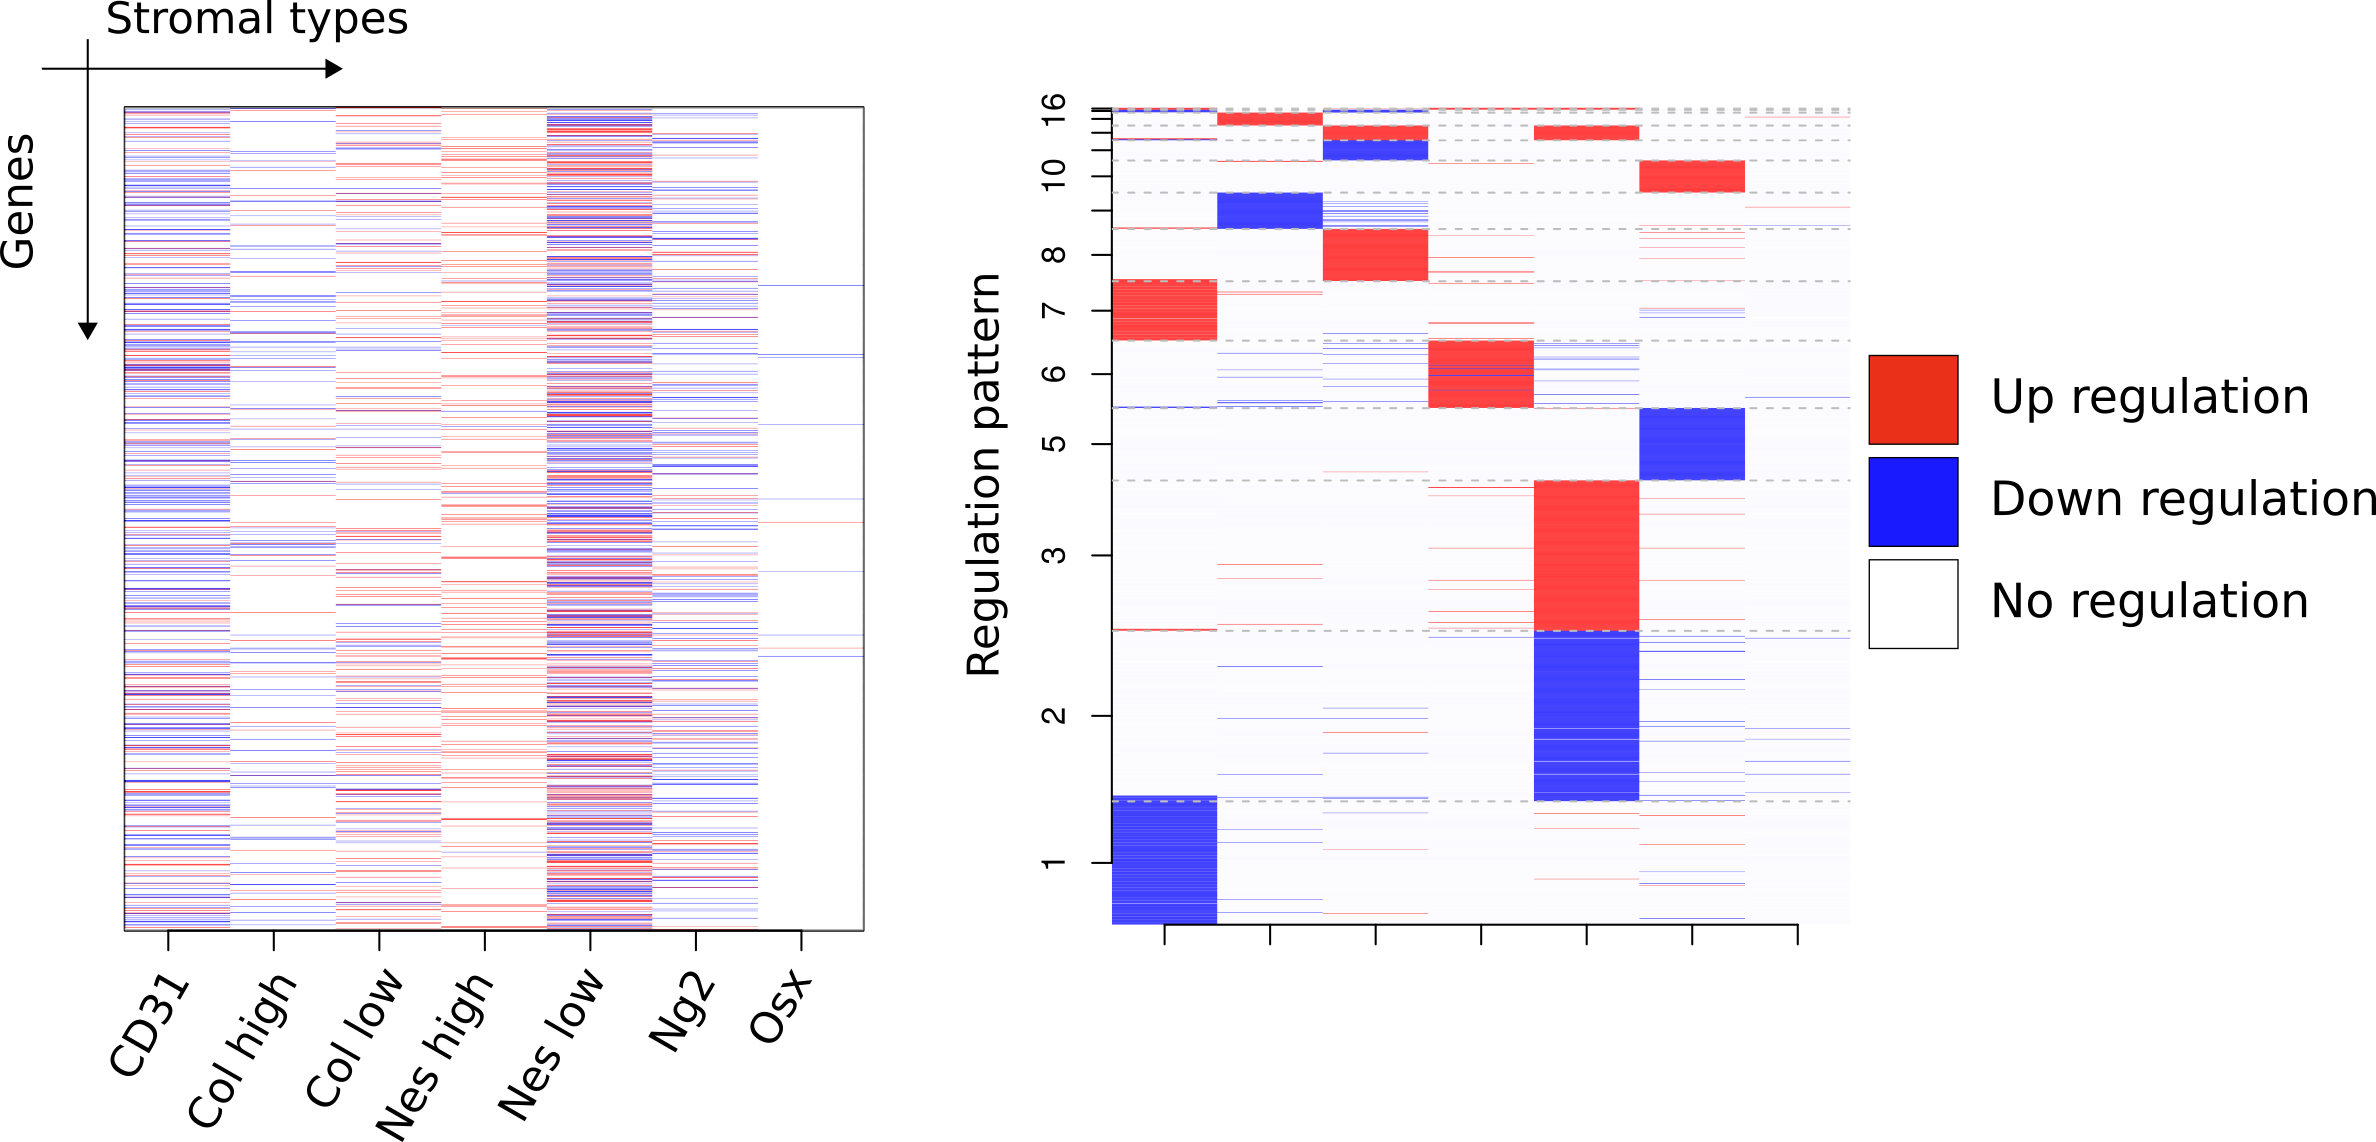 Stromal types
Genes
CD31
Col high
Col low
Nes high
Nes low
Ng2
Osx
Regulation pattern
16
10
8
7
6
5
3
2
1
Up regulation
Down regulation
No regulation